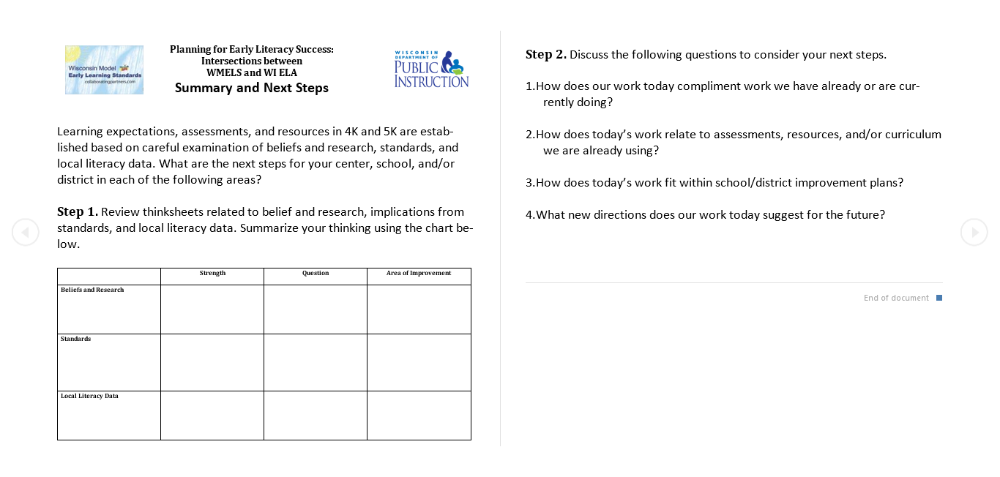 Wisconsin Model
Early Learning Standards
collaboratingpartners.com
Planning for Early Literacy Success:
Intersections between
WMELS and WI ELA
Summary and Next Steps
WISCONSIN
DEPARTMENT OF
PUBLIC
INSTRUCTION
Learning expectations, assessments, and resources in 4K and 5K are estab-
lished based on careful examination of beliefs and research, standards, and
local literacy data. What are the next steps for your center, school, and/or
district in each of the following areas?
Step 1. Review thinksheets related to belief and research, implications from
standards, and local literacy data. Summarize your thinking using the chart be-
low.
Strength Question Area of Improvement
Beliefs and Research
Standards
Local Literacy Data
Step 2. Discuss the following questions to consider your next steps.
1.How does our work today compliment work we have already or are cur-
rently doing?
2.How does today’s work relate to assessments, resources, and/or curriculum
we are already using?
3.How does today’s work fit within school/district improvement plans?
4.What new directions does our work today suggest for the future?
End of document